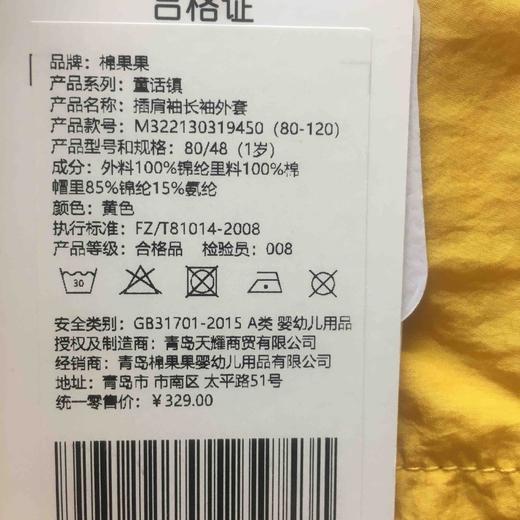 合格证
品牌：棉果果
产品系列：童话镇
产品名称：插肩袖长袖外套
产品款号：M322130319450（80-120）
产品型号和规格：80/48（1岁）
成分：外料100%锦纶里料100%棉
帽里85%锦纶15%氨纶
颜色：黄色
执行标准：FZ/T81014-2008
产品等级：合格品 检验员：008
30
安全类别：GB31701-2015 A类 婴幼儿用品
授权及制造商：青岛天耀商贸有限公司
经销商：青岛棉果果婴幼儿用品有限公司
地址：青岛市 市南区 太平路51号
统一零售价：￥329.00